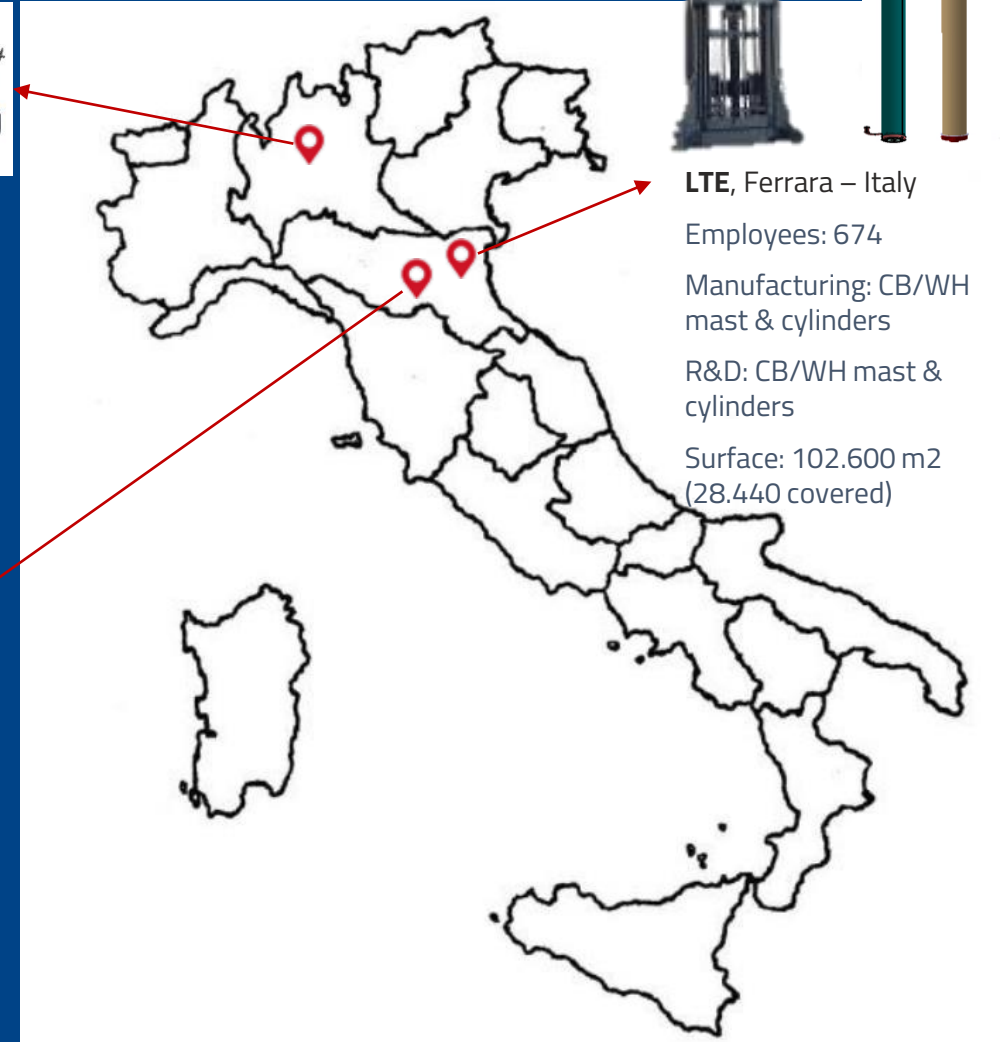 LTE, Ferrara – Italy
Employees: 674
Manufacturing: CB/WH
mast & cylinders
R&D: CB/WH mast &
cylinders
Surface: 102.600 m2
(28.440 covered)